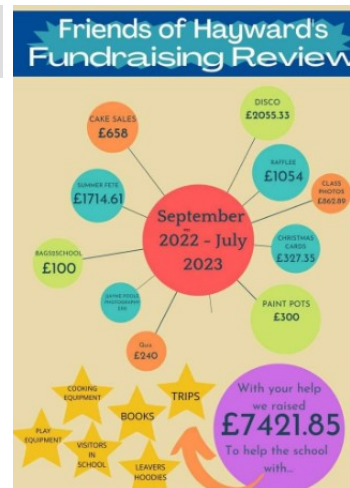 Friends of Hayward's
Fundraising Review
DISCO
£2055.33
CAKE SALES
£658
RAFFLEE
£1054
CLASS
PHOTOS
£862.89
SUMMER FETE
£1714.61
September
- 
2022 - July
2023
CHRISTMAS
CARDS
£327.35
BAGS2SCHOOL
£100
PHOTOGRAPHY
PAINT POTS
£300
Quiz
£240
COOKING
EQUIPMENT
TRIPS
BOOKS
PLAY
EQUIPMENT
VISITORS
IN
SCHOOL
LEAVERS
HOODIES
With your help
we raised
£7421.85
To help the school
with...